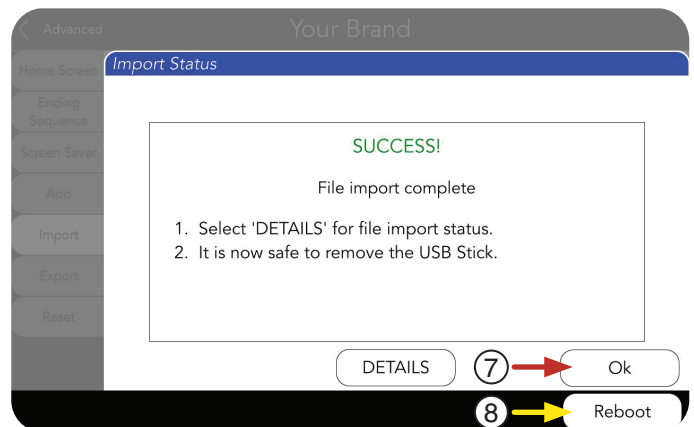 Advanced
Your Brand
Home Screen
Import Status
Ending
Sequence
Screen Saver
Add
Import
Export
Reset
SUCCESS!
File import complete
1. Select 'DETAILS' for file import status.
2. It is now safe to remove the USB Stick.
DETAILS
7
Ok
8
Reboot